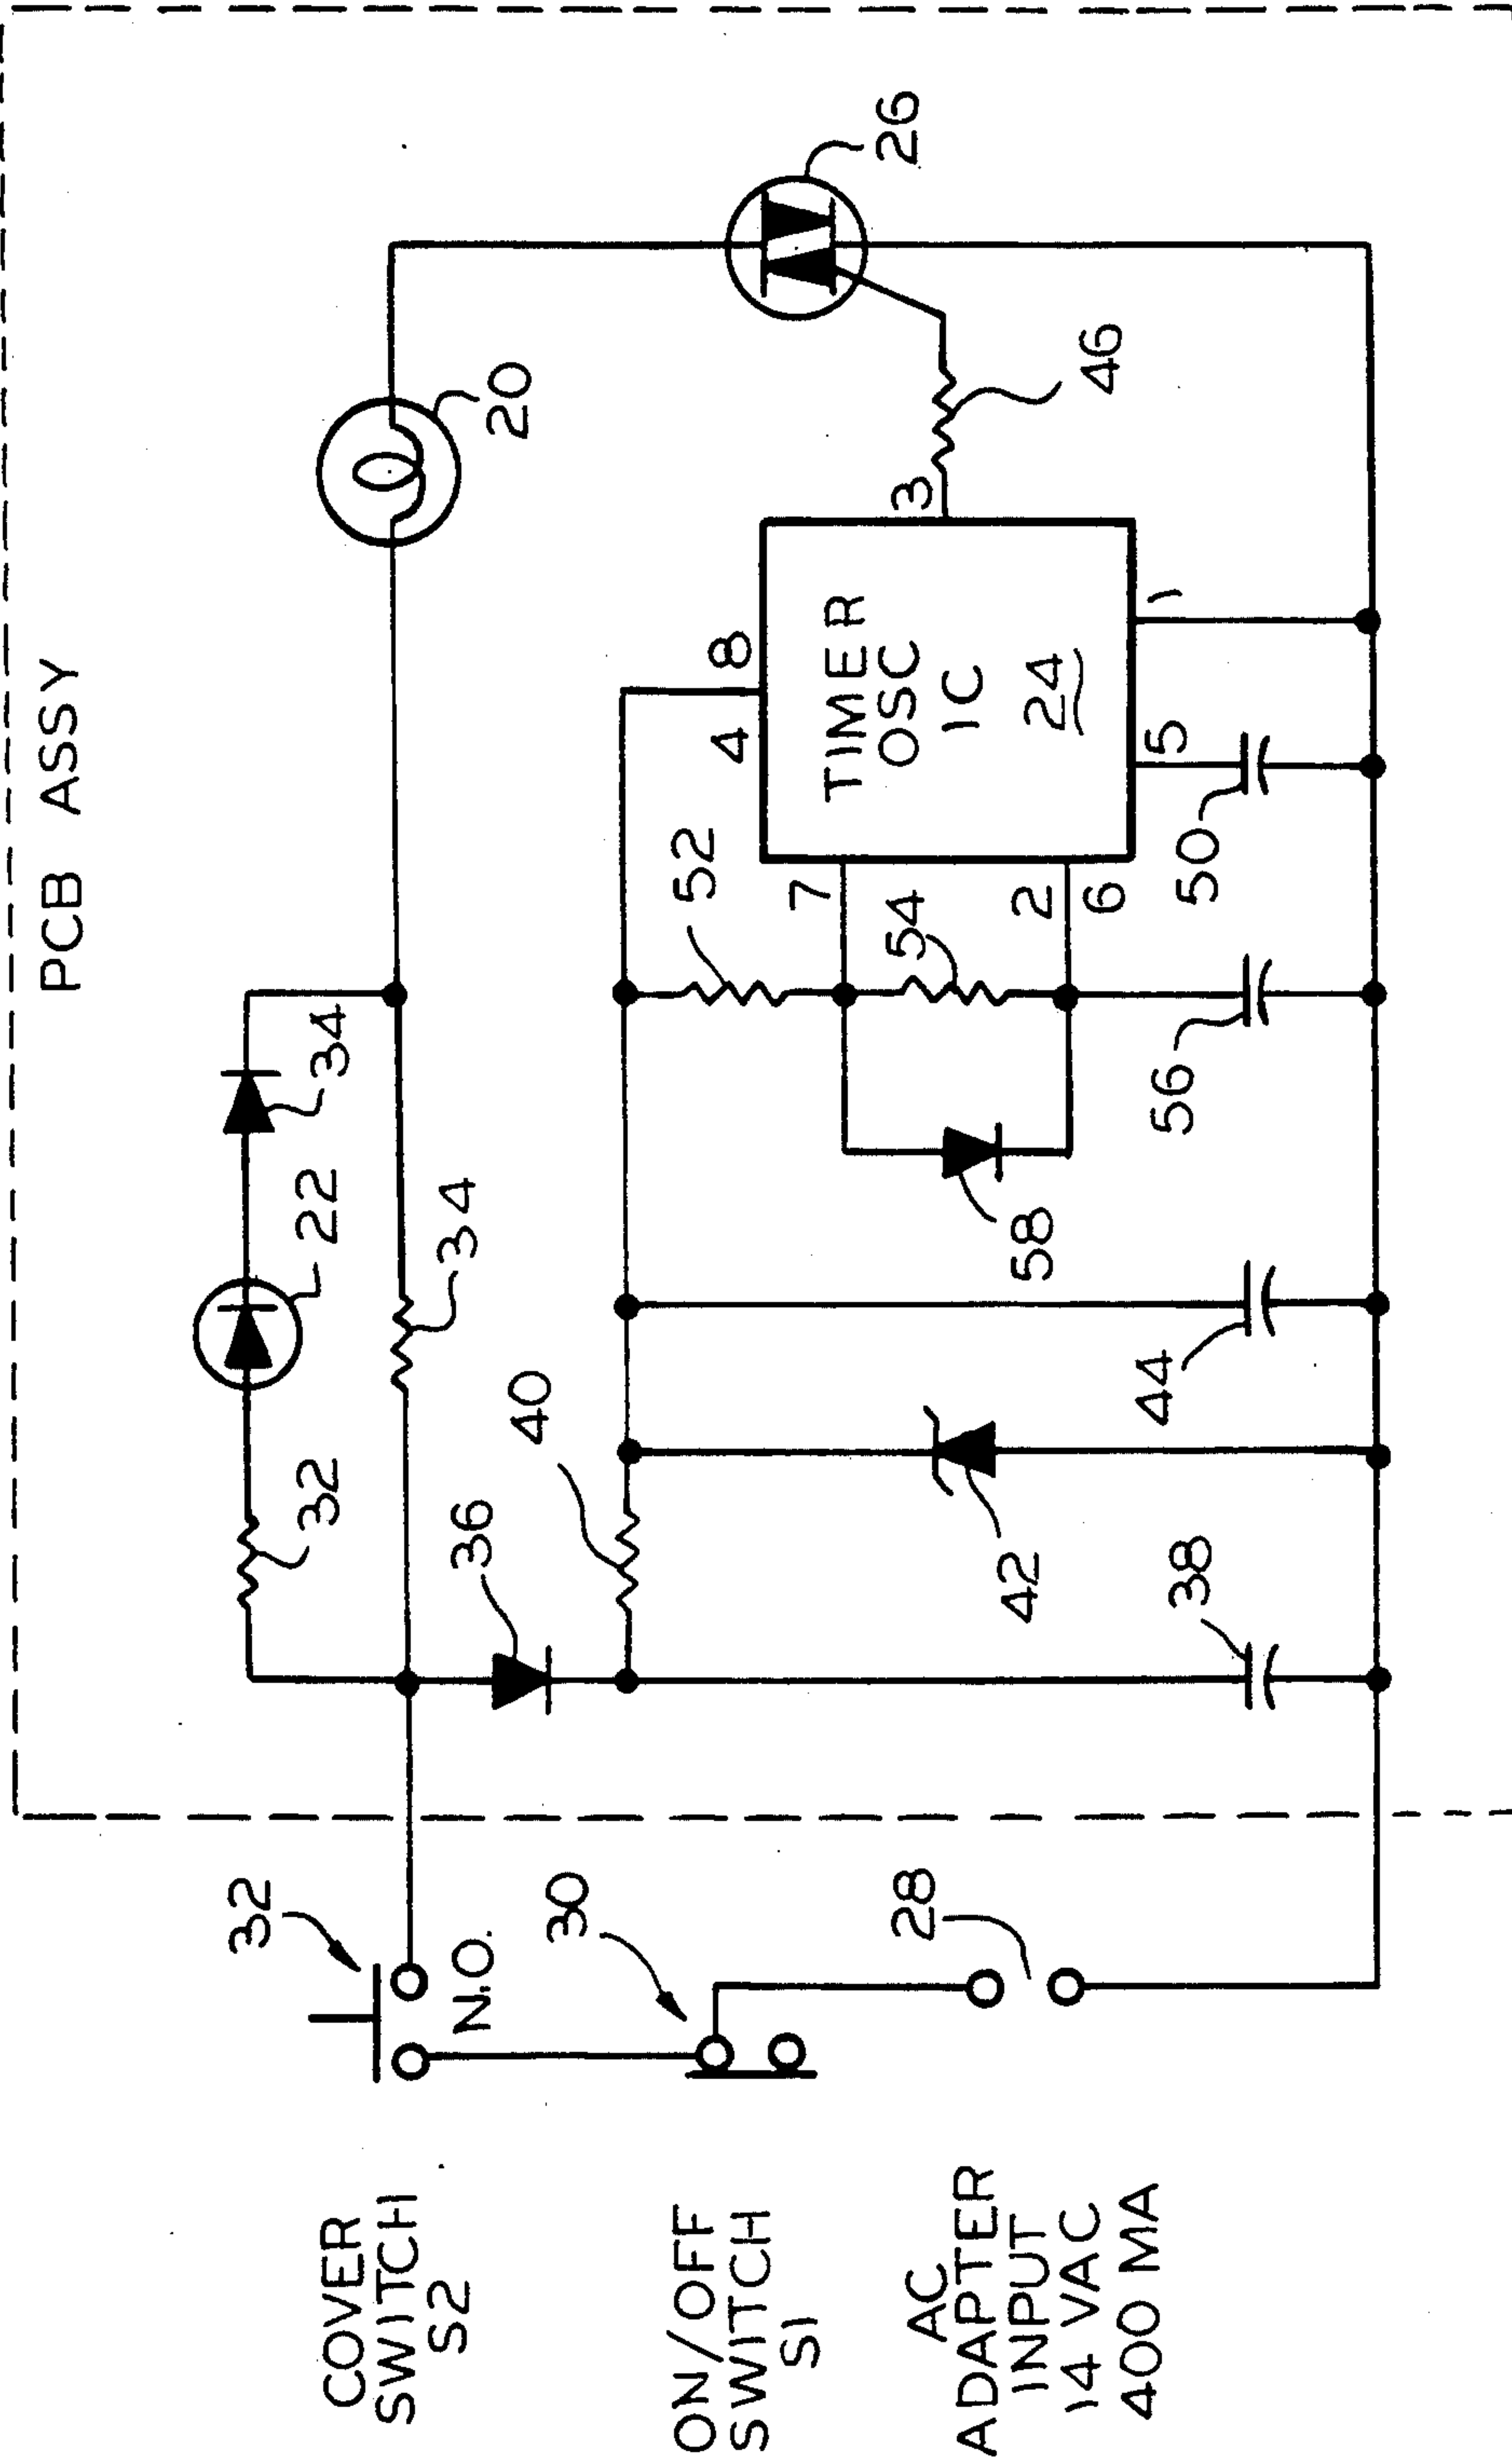 PCB ASSY
COVER
SWITCH
S2
ON/OFF
SWITCH
S1
AC
ADAPTER
INPUT
14 VAC
400 MA
32
N.O.
30
28
32
22
34
34
36
40
42
38
44
58
56
52
54
50
7
2
6
4
8
5
1
3
TIMER
OSC
IC
24
46
20
26